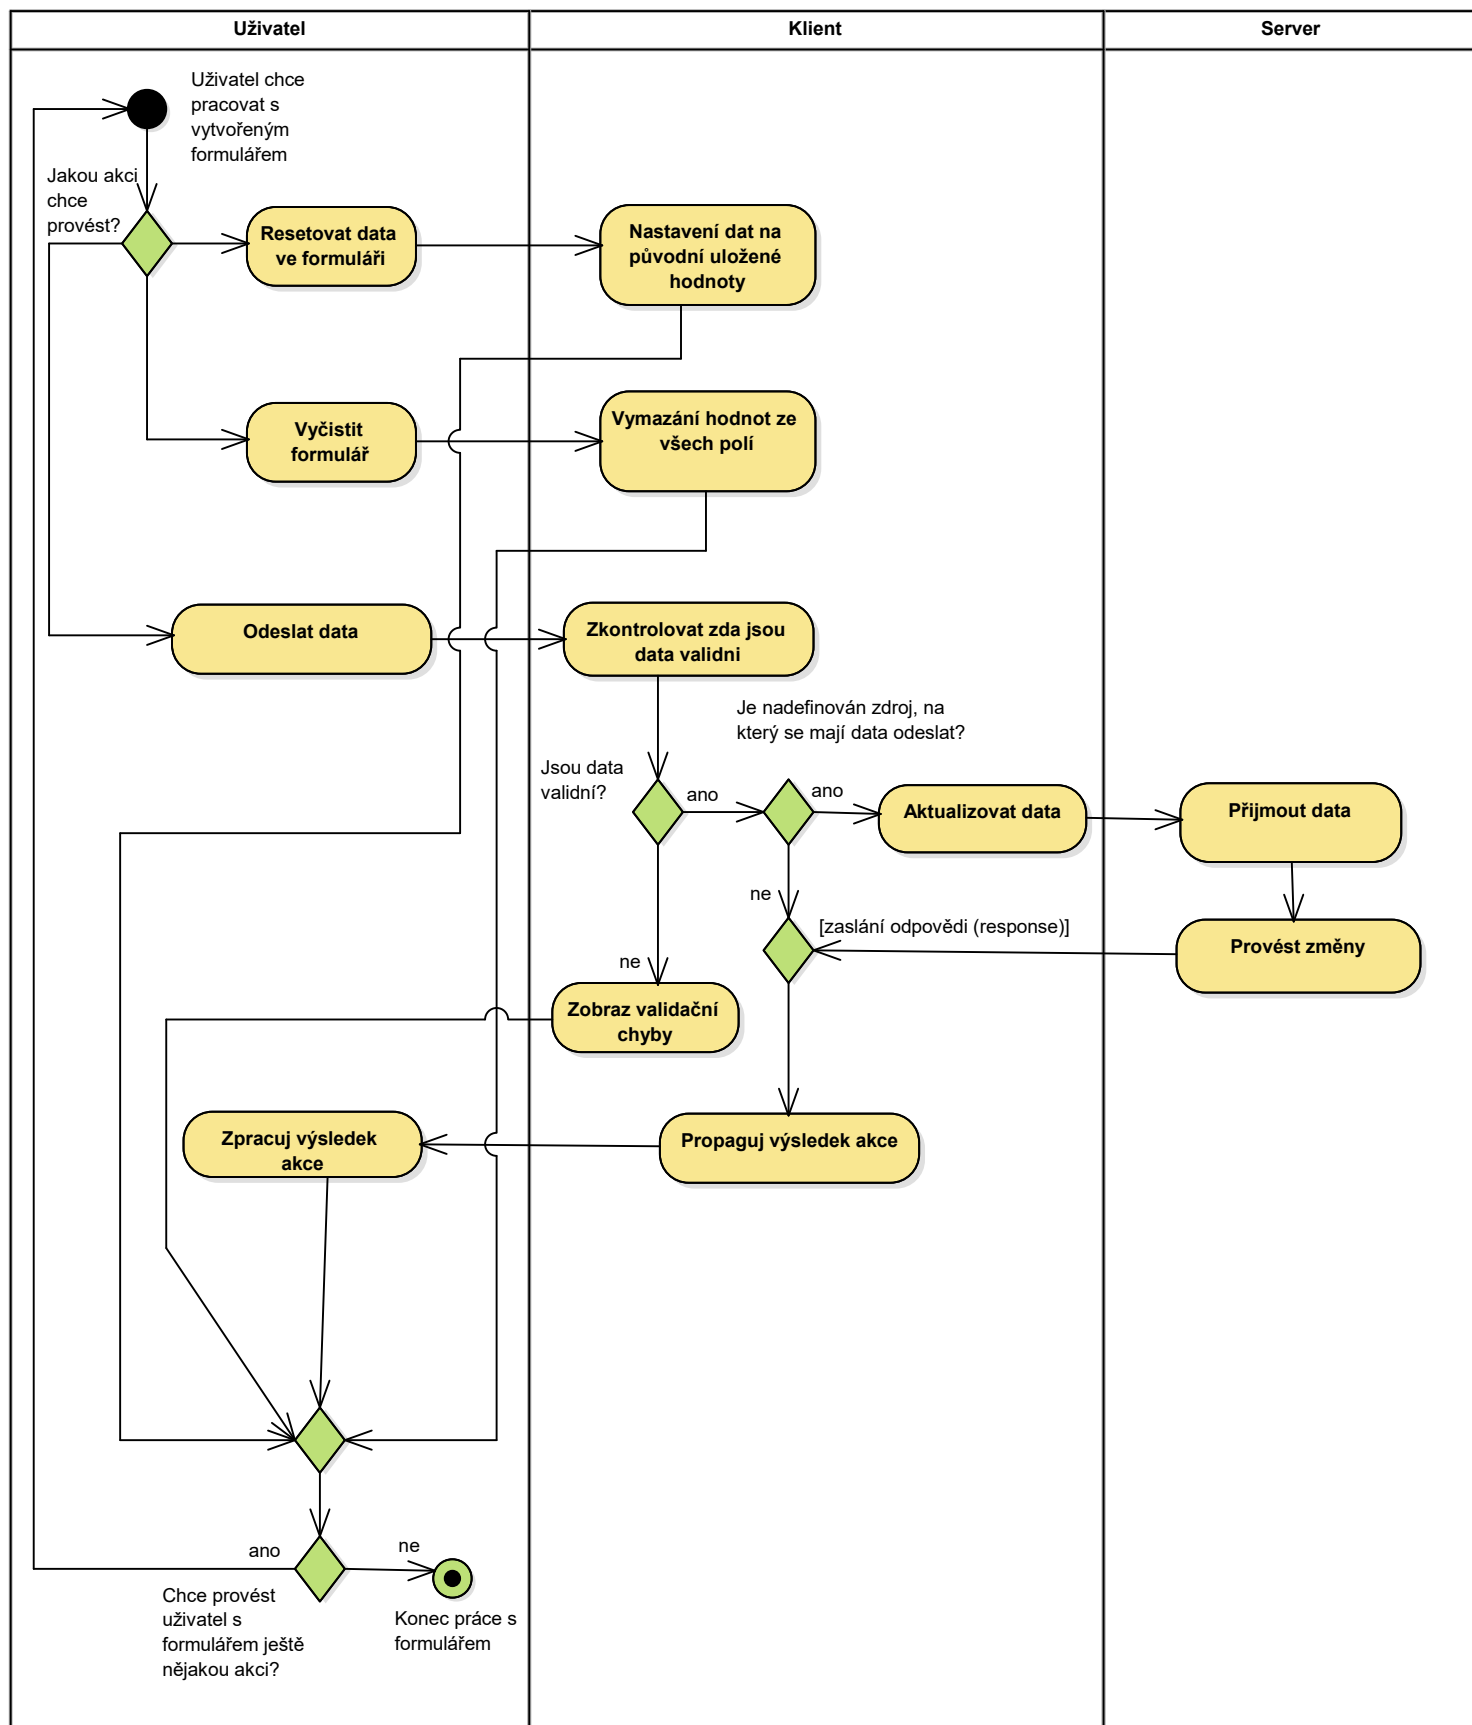 Uživatel
Klient
Server
Uživatel chce
pracovat s
vytvořeným
formulářem
Jakou akci
chce
provést?
Resetovat data
ve formuláři
Nastavení dat na
původní uložené
hodnoty
Vyčistit
formulář
Vymazání hodnot ze
všech polí
Odeslat data
Zkontrolovat zda jsou
data validni
Je nadefinován zdroj, na
který se mají data odeslat?
Jsou data
validní?
ano
ano
Aktualizovat data
Přijmout data
ne
[zaslání odpovědi (response)]
Provést změny
ne
Zobraz validační
chyby
Zpracuj výsledek
akce
Propaguj výsledek akce
ano
ne
Chce provést
uživatel s
formulářem ještě
nějakou akci?
Konec práce s
formulářem